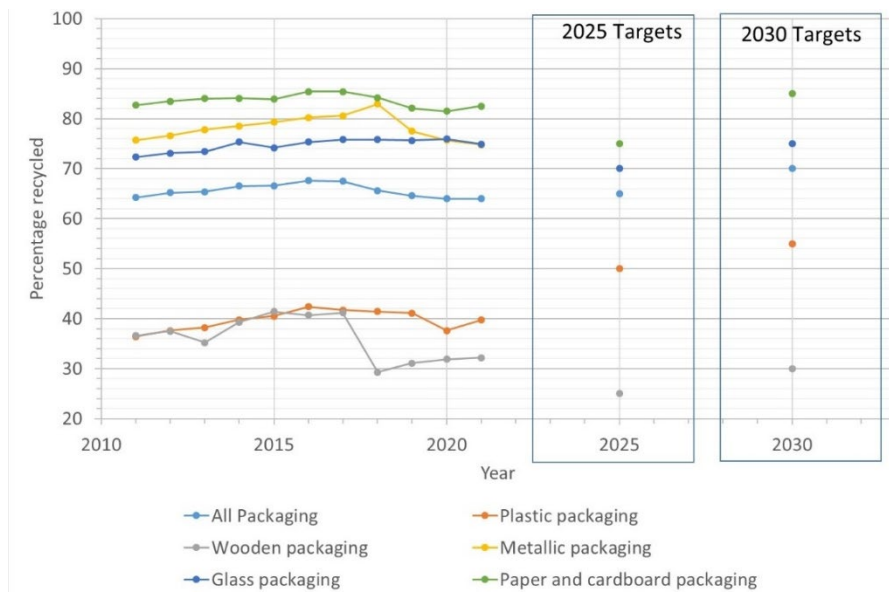 2025 Targets
2030 Targets
100
90
80
70
60
50
40
30
20
Percentage recycled
2010
2015
2020
2025
2030
Year
All Packaging
Plastic packaging
Wooden packaging
Metallic packaging
Glass packaging
Paper and cardboard packaging